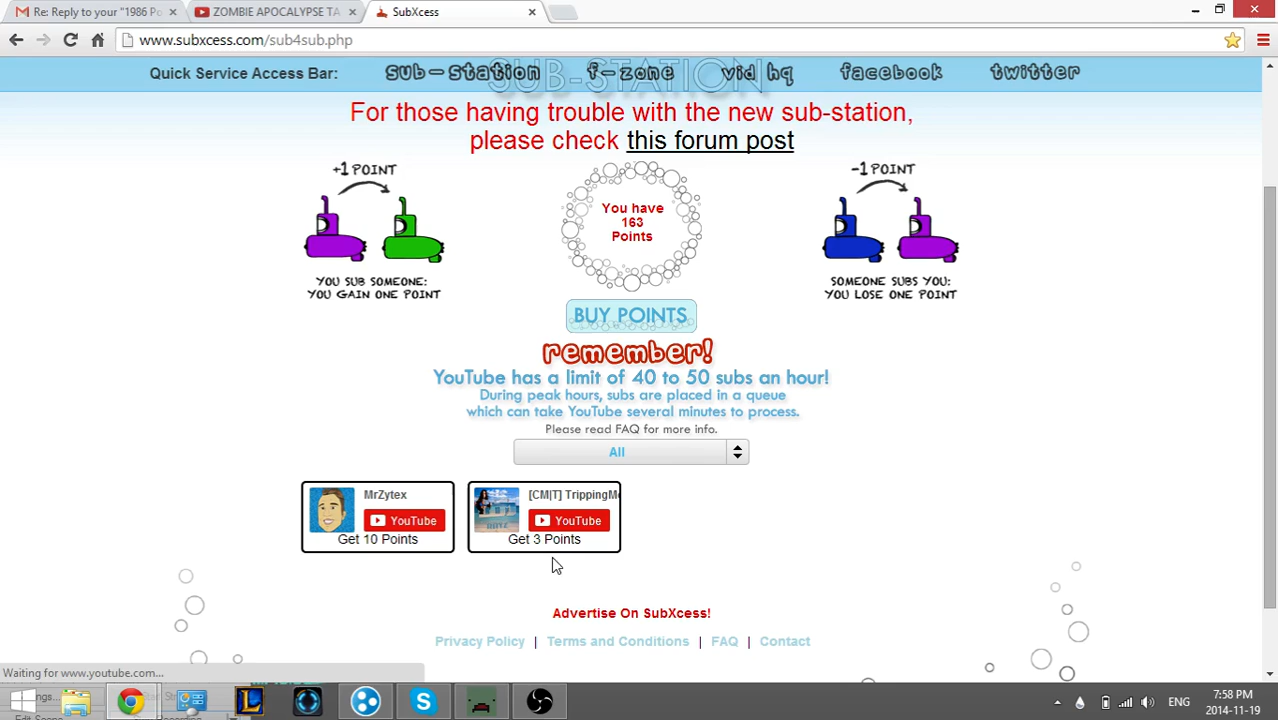 Re: Reply to your "1986 Po
ZOMBIE APOCALYPSE TA
SubXcess
www.subxcess.com/sub4sub.php
Quick Service Access Bar:
sub-station
f-zone
vid hq
facebook
twitter
SUB-STATION
For those having trouble with the new sub-station,
please check this forum post
+1 POINT
YOU SUB SOMEONE:
YOU GAIN ONE POINT
You have
163
Points
-1 POINT
SOMEONE SUBS YOU:
YOU LOSE ONE POINT
BUY POINTS
remember!
YouTube has a limit of 40 to 50 subs an hour!
During peak hours, subs are placed in a queue
which can take YouTube several minutes to process.
Please read FAQ for more info.
All
MrZytex
YouTube
Get 10 Points
[CM|T] TrippingMo
YouTube
Get 3 Points
Advertise On SubXcess!
Privacy Policy | Terms and Conditions | FAQ | Contact
Waiting for www.youtube.com...
ENG
7:58 PM
2014-11-19